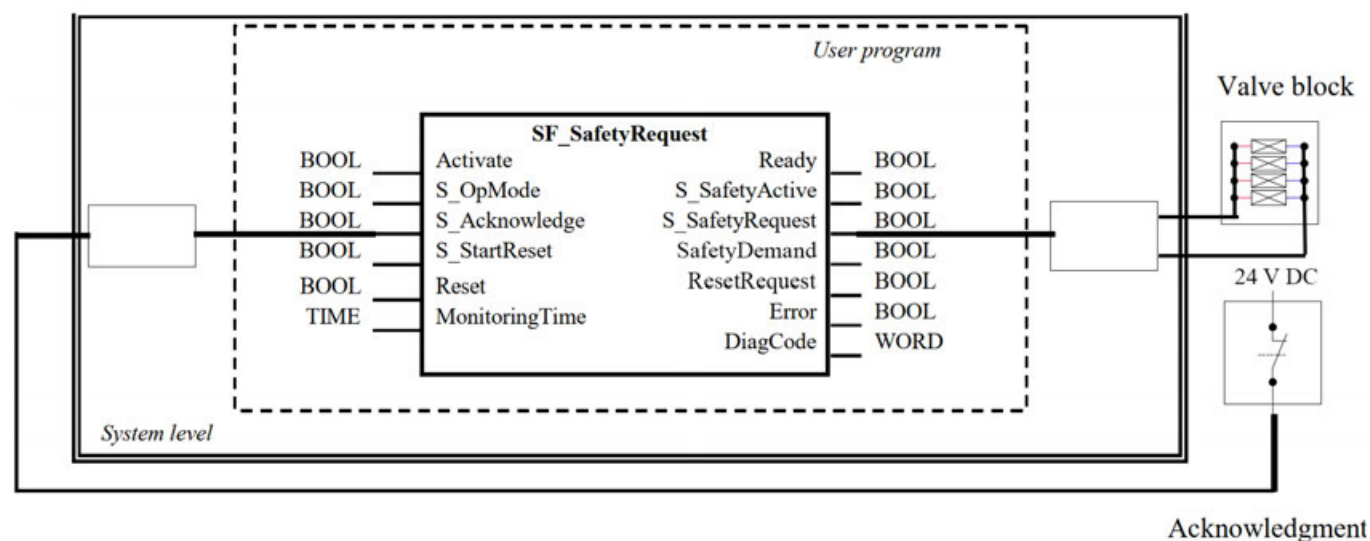 User program
Valve block
SF_SafetyRequest
BOOL Activate Ready BOOL
BOOL S_OpMode S_SafetyActive BOOL
BOOL S_Acknowledge S_SafetyRequest BOOL
BOOL S_StartReset SafetyDemand BOOL
BOOL Reset ResetRequest BOOL
TIME MonitoringTime Error BOOL
DiagCode WORD
24 V DC
System level
Acknowledgment